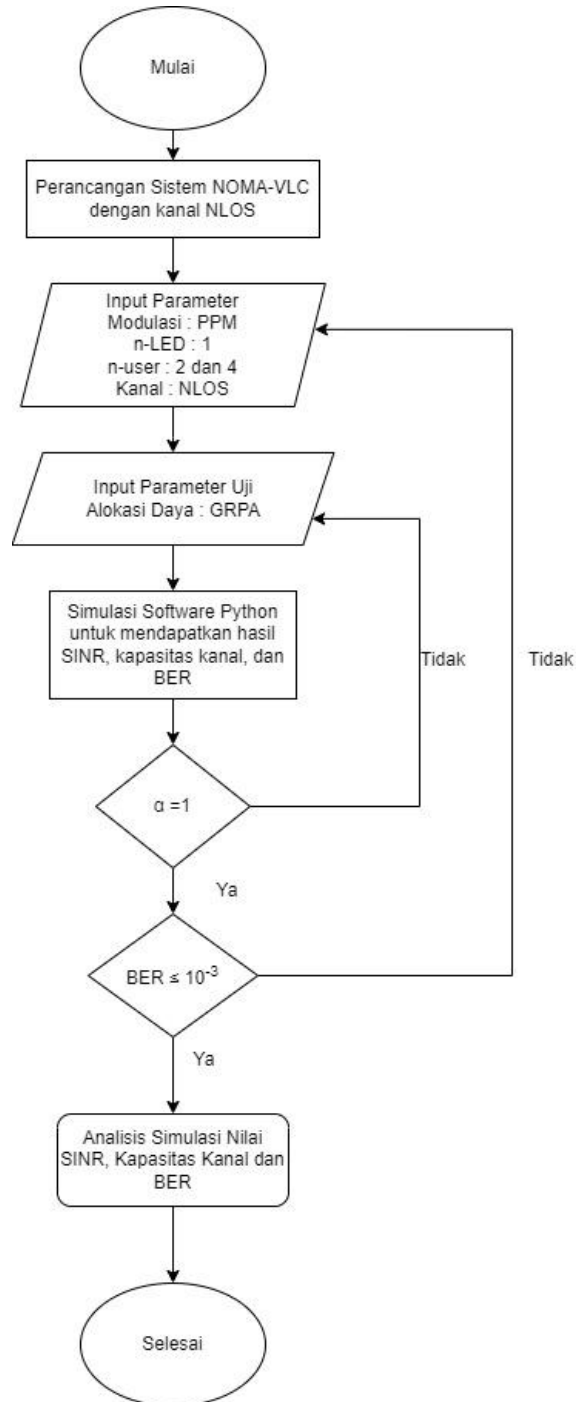 Mulai
Perancangan Sistem NOMA-VLC
dengan kanal NLOS
Input Parameter
Modulasi : PPM
n-LED : 1
n-user : 2 dan 4
Kanal : NLOS
Input Parameter Uji
Alokasi Daya : GRPA
Simulasi Software Python
untuk mendapatkan hasil
SINR, kapasitas kanal, dan
BER
Tidak
Tidak
α =1
Ya
BER ≤ 10⁻³
Ya
Analisis Simulasi Nilai
SINR, Kapasitas Kanal dan
BER
Selesai